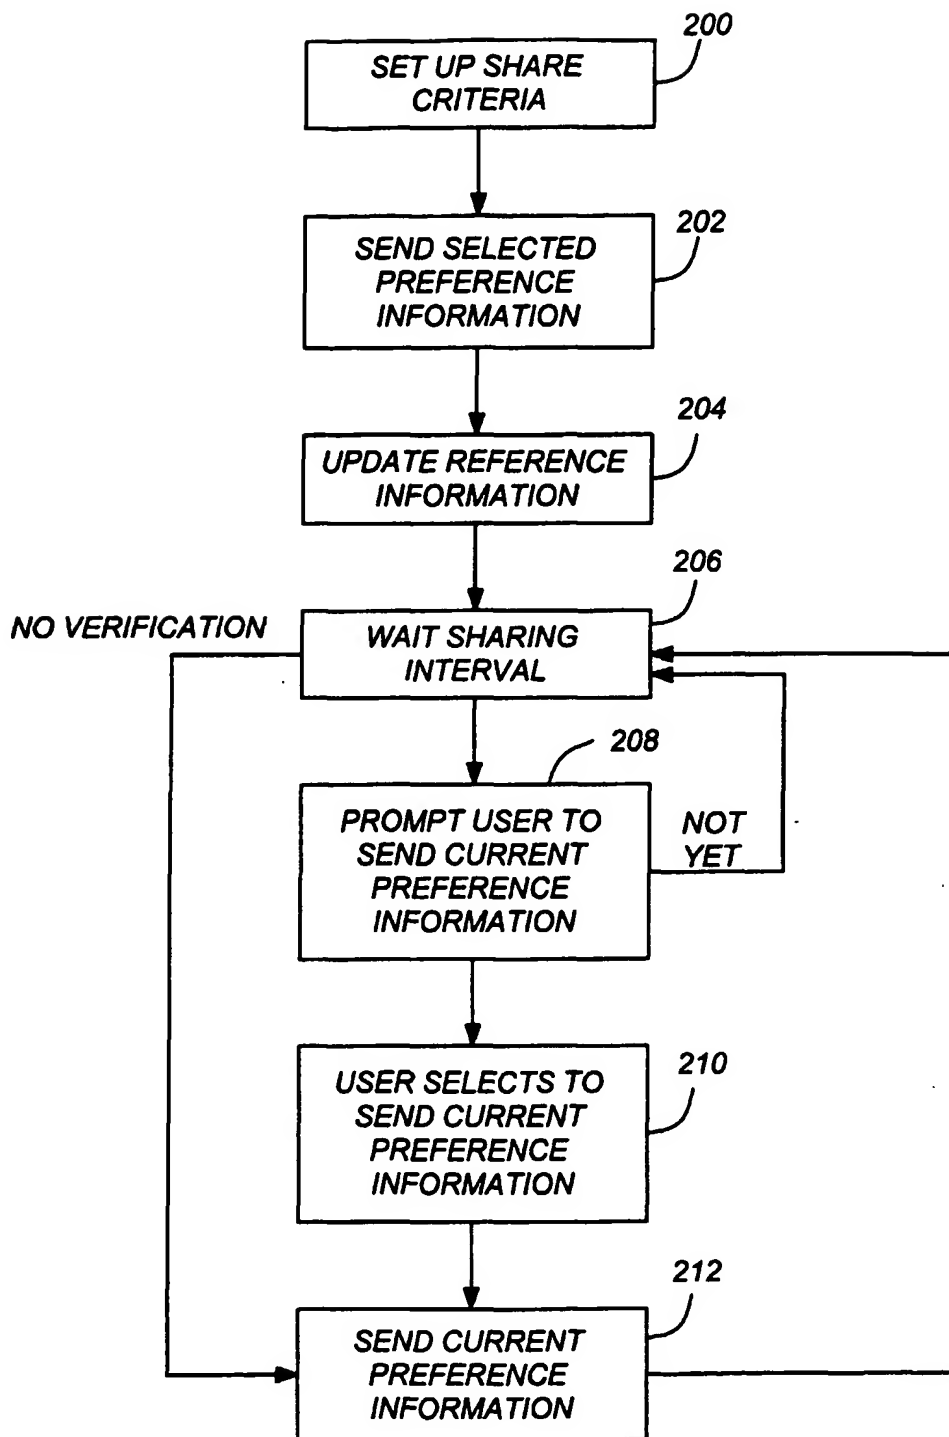 200
SET UP SHARE
CRITERIA
202
SEND SELECTED
PREFERENCE
INFORMATION
204
UPDATE REFERENCE
INFORMATION
206
NO VERIFICATION
WAIT SHARING
INTERVAL
208
PROMPT USER TO
SEND CURRENT
PREFERENCE
INFORMATION
NOT
YET
210
USER SELECTS TO
SEND CURRENT
PREFERENCE
INFORMATION
212
SEND CURRENT
PREFERENCE
INFORMATION